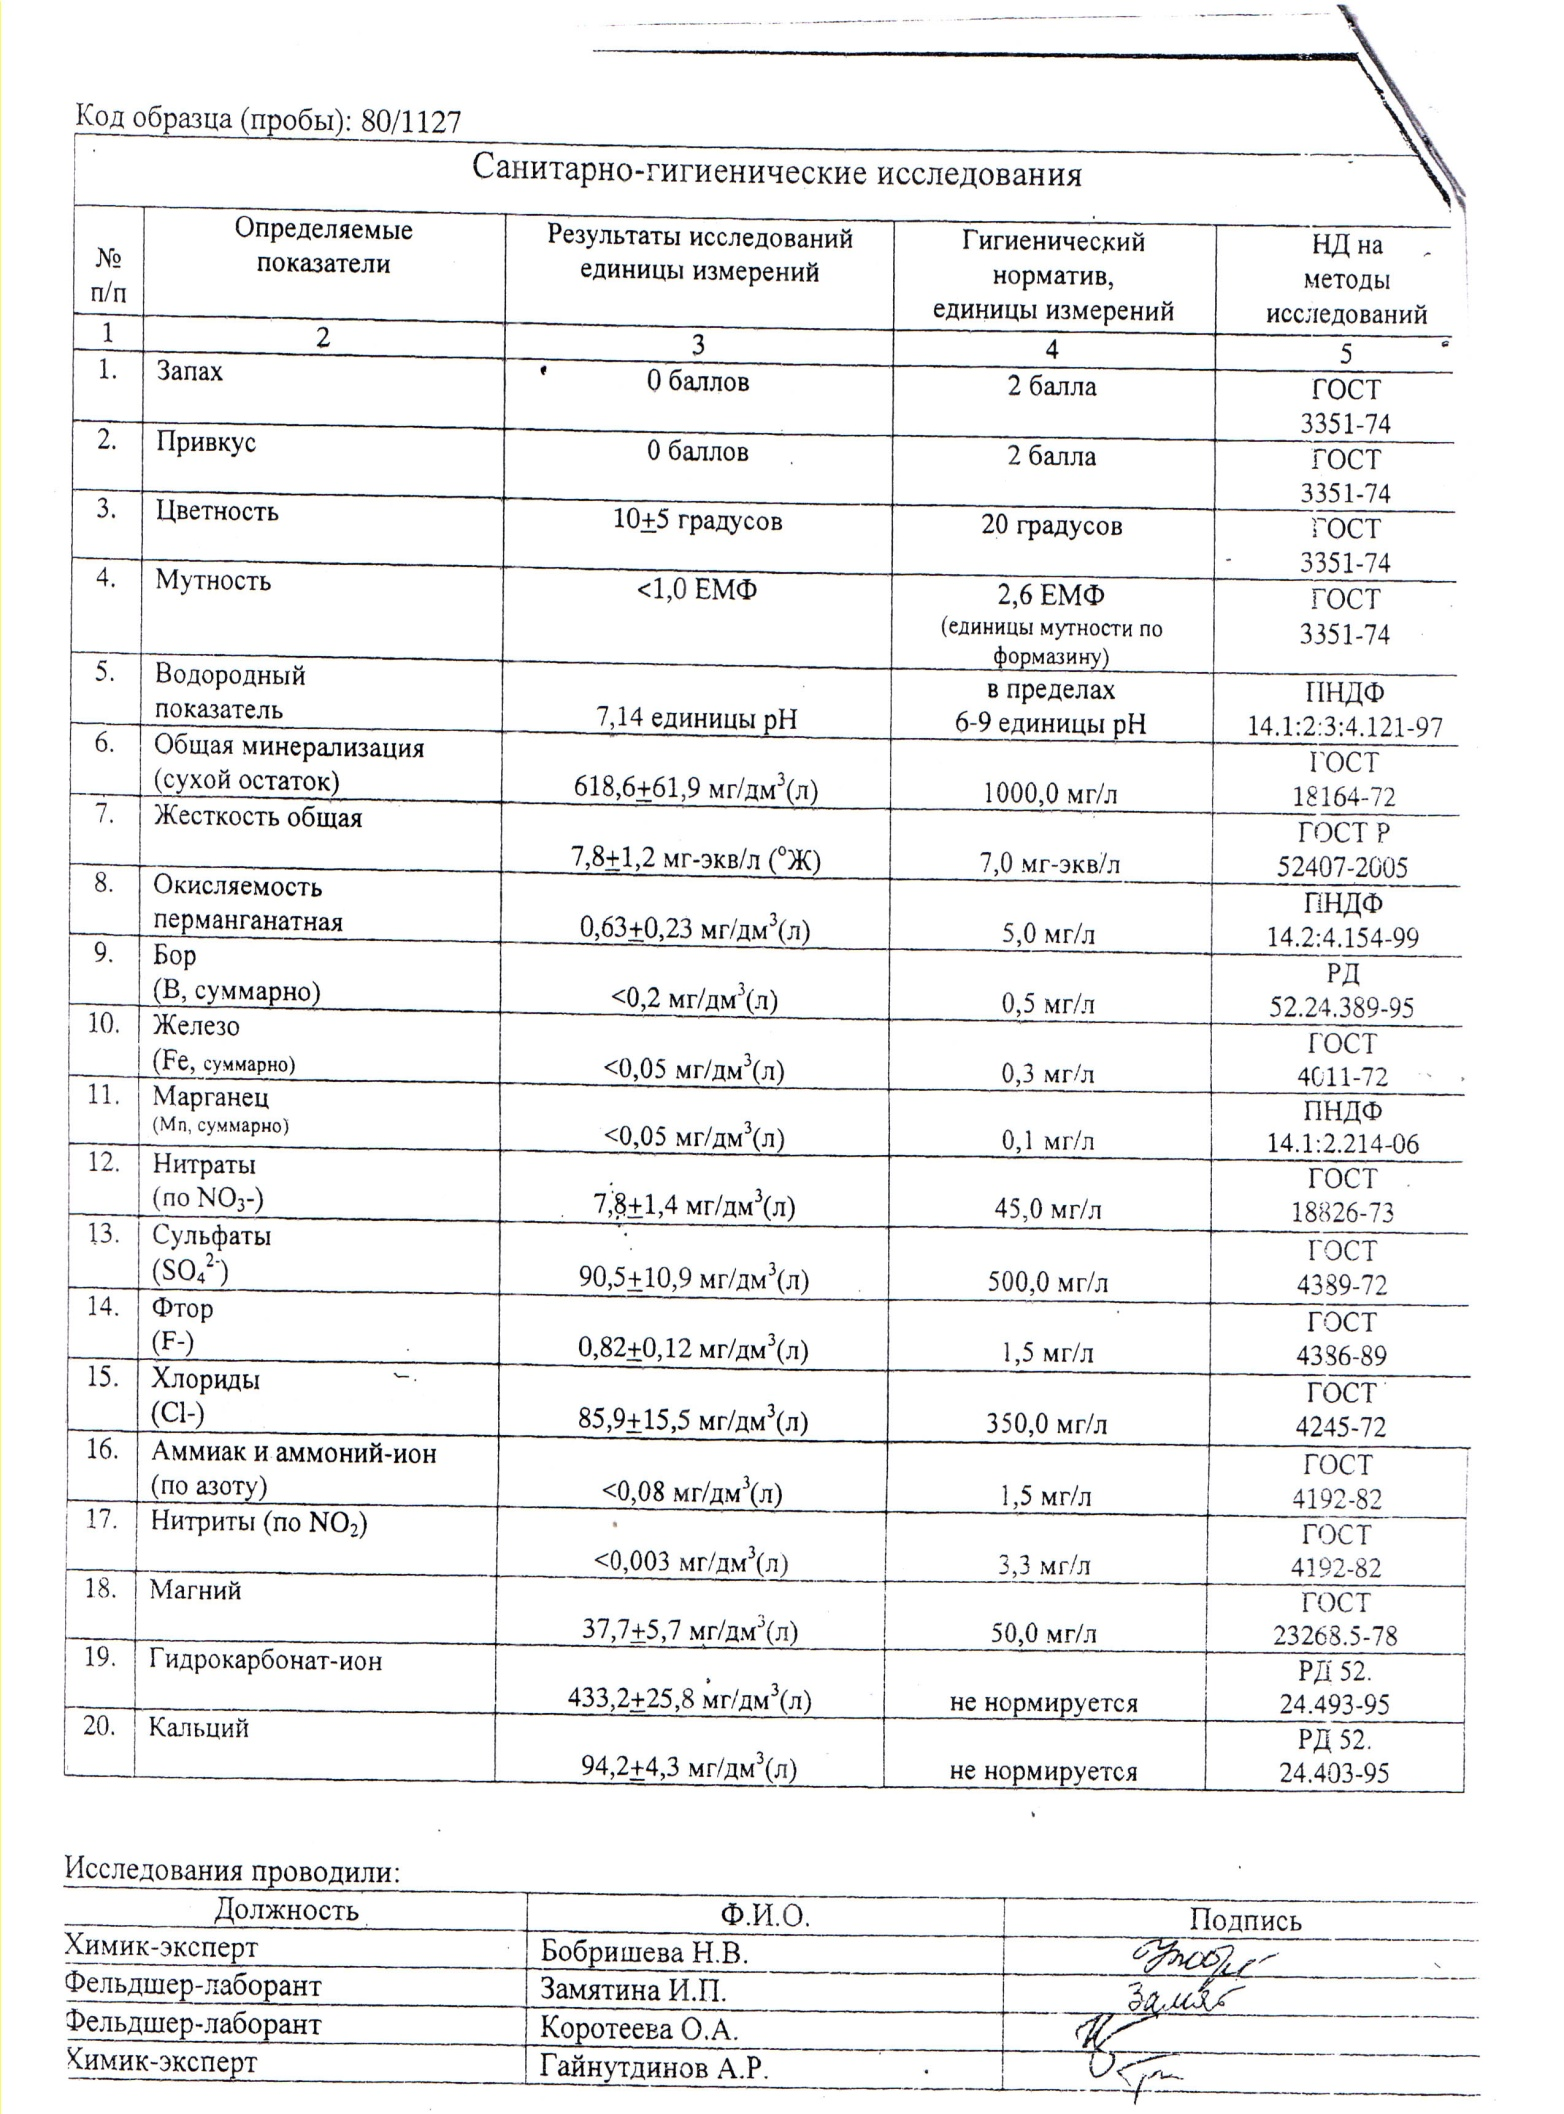 Код образца (пробы): 80/1127
Санитарно-гигиенические исследования
№ п/п
Определяемые показатели
Результаты исследований единицы измерений
Гигиенический норматив, единицы измерений
НД на методы исследований
1 2 3 4 5
1. Запах 0 баллов 2 балла ГОСТ 3351-74
2. Привкус 0 баллов 2 балла ГОСТ 3351-74
3. Цветность 10±5 градусов 20 градусов ГОСТ 3351-74
4. Мутность <1,0 ЕМФ 2,6 ЕМФ (единицы мутности по формазину) ГОСТ 3351-74
5. Водородный показатель 7,14 единицы pH в пределах 6-9 единицы pH ПНДФ 14.1:2:3:4.121-97
6. Общая минерализация (сухой остаток) 618,6±61,9 мг/дм³(л) 1000,0 мг/л ГОСТ 18164-72
7. Жесткость общая 7,8±1,2 мг-экв/л (°Ж) 7,0 мг-экв/л ГОСТ Р 52407-2005
8. Окисляемость перманганатная 0,63±0,23 мг/дм³(л) 5,0 мг/л ПНДФ 14.2:4.154-99
9. Бор (В, суммарно) <0,2 мг/дм³(л) 0,5 мг/л РД 52.24.389-95
10. Железо (Fe, суммарно) <0,05 мг/дм³(л) 0,3 мг/л ГОСТ 4011-72
11. Марганец (Mn, суммарно) <0,05 мг/дм³(л) 0,1 мг/л ПНДФ 14.1:2.214-06
12. Нитраты (по NO₃-) 7,8±1,4 мг/дм³(л) 45,0 мг/л ГОСТ 18826-73
13. Сульфаты (SO₄²⁻) 90,5±10,9 мг/дм³(л) 500,0 мг/л ГОСТ 4389-72
14. Фтор (F-) 0,82±0,12 мг/дм³(л) 1,5 мг/л ГОСТ 4386-89
15. Хлориды (Cl-) 85,9±15,5 мг/дм³(л) 350,0 мг/л ГОСТ 4245-72
16. Аммиак и аммоний-ион (по азоту) <0,08 мг/дм³(л) 1,5 мг/л ГОСТ 4192-82
17. Нитриты (по NO₂) <0,003 мг/дм³(л) 3,3 мг/л ГОСТ 4192-82
18. Магний 37,7±5,7 мг/дм³(л) 50,0 мг/л ГОСТ 23268.5-78
19. Гидрокарбонат-ион 433,2±25,8 мг/дм³(л) не нормируется РД 52. 24.493-95
20. Кальций 94,2±4,3 мг/дм³(л) не нормируется РД 52. 24.403-95
Исследования проводили:
Должность Ф.И.О. Подпись
Химик-эксперт Бобришева Н.В.
Фельдшер-лаборант Замятина И.П.
Фельдшер-лаборант Коротеева О.А.
Химик-эксперт Гайнутдинов А.Р.